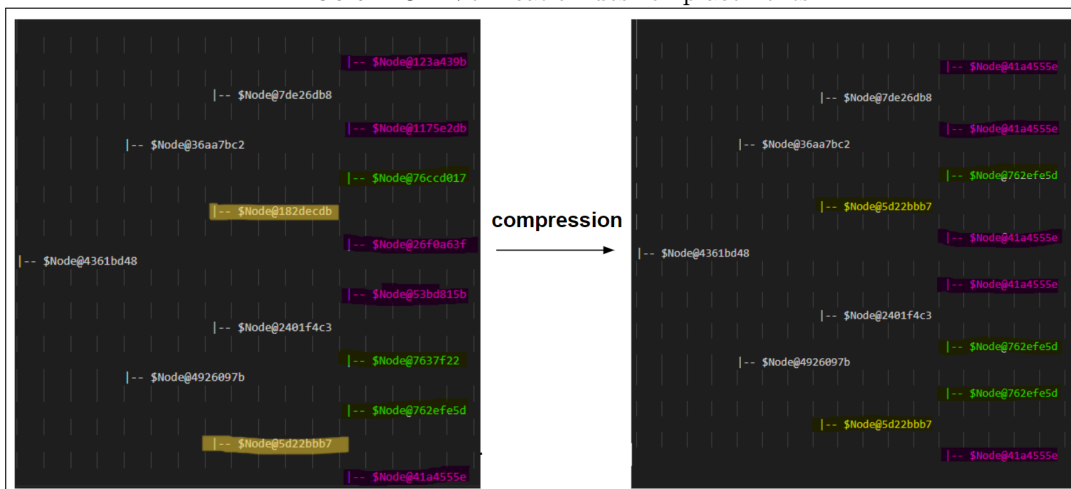 |-- $Node@123a439b
|-- $Node@7de26db8
|-- $Node@1175e2db
|-- $Node@36aa7bc2
|-- $Node@76ccd017
|-- $Node@182decdb
|-- $Node@26f0a63f
|-- $Node@4361bd48
|-- $Node@53bd815b
|-- $Node@2401f4c3
|-- $Node@7637f22
|-- $Node@4926097b
|-- $Node@762efe5d
|-- $Node@5d22bbb7
|-- $Node@41a4555e
compression
|-- $Node@41a4555e
|-- $Node@7de26db8
|-- $Node@41a4555e
|-- $Node@36aa7bc2
|-- $Node@762efe5d
|-- $Node@5d22bbb7
|-- $Node@41a4555e
|-- $Node@4361bd48
|-- $Node@41a4555e
|-- $Node@2401f4c3
|-- $Node@762efe5d
|-- $Node@4926097b
|-- $Node@762efe5d
|-- $Node@5d22bbb7
|-- $Node@41a4555e